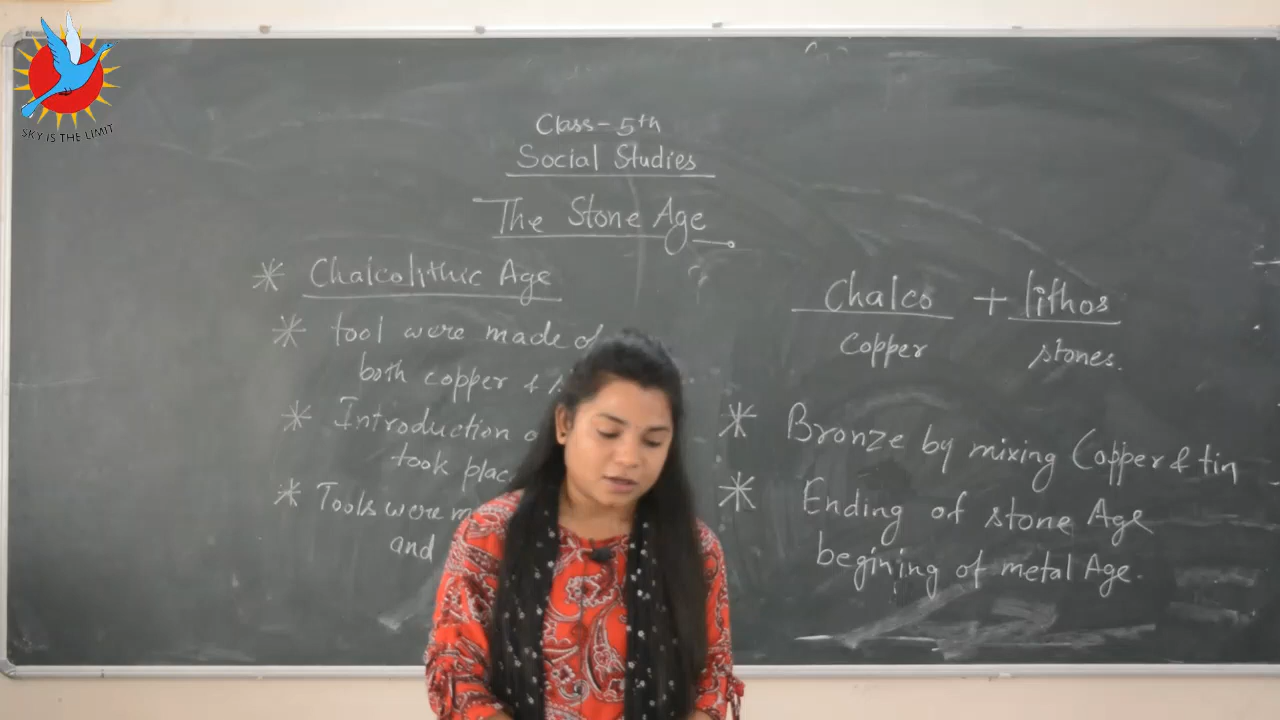 SKY IS THE LIMIT
Class-5th
Social Studies
The Stone Age
* Chalcolithic Age
* tool were made of
both copper &
* Introduction
took plac
* Tools were m
and
Chalco + lithos
copper stones.
* Bronze by mixing Copper & tin
* Ending of stone Age
begining of metal Age.